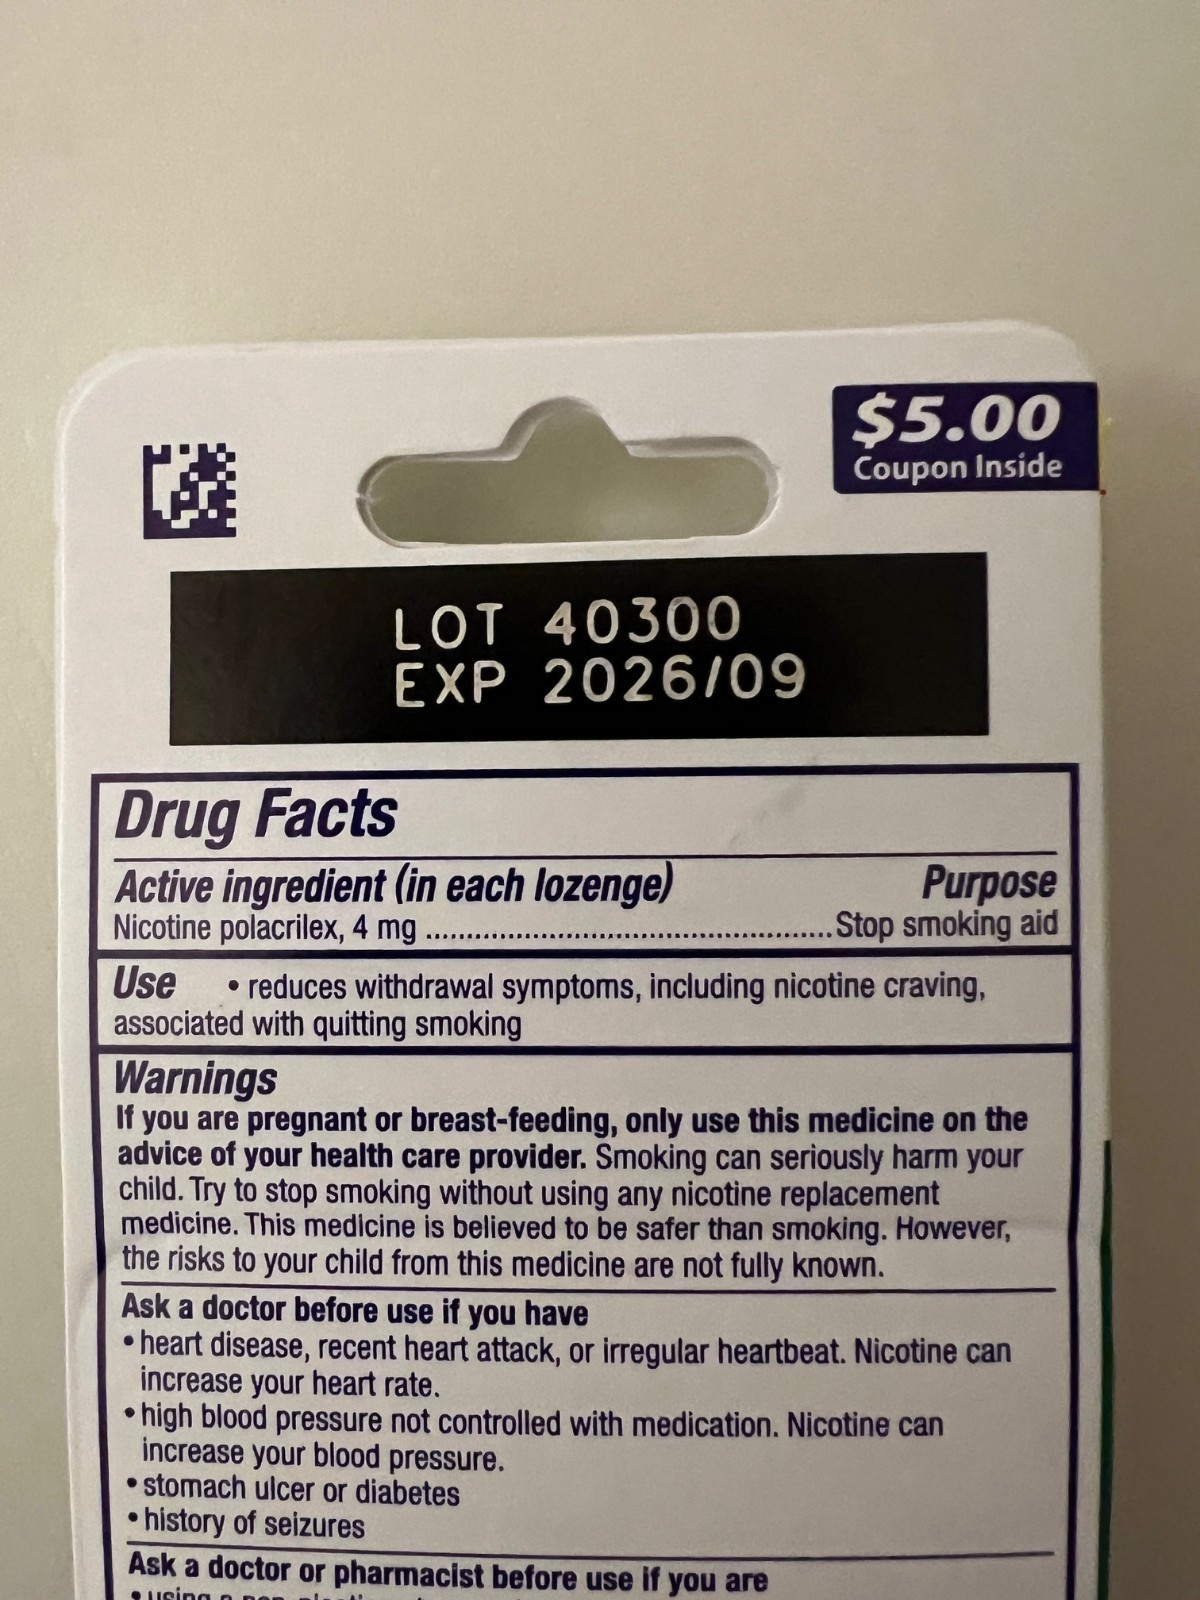 $5.00
Coupon Inside
LOT 40300
EXP 2026/09
Drug Facts
Active ingredient (in each lozenge) Purpose
Nicotine polacrilex, 4 mg ................................................. Stop smoking aid
Use • reduces withdrawal symptoms, including nicotine craving,
associated with quitting smoking
Warnings
If you are pregnant or breast-feeding, only use this medicine on the
advice of your health care provider. Smoking can seriously harm your
child. Try to stop smoking without using any nicotine replacement
medicine. This medicine is believed to be safer than smoking. However,
the risks to your child from this medicine are not fully known.
Ask a doctor before use if you have
• heart disease, recent heart attack, or irregular heartbeat. Nicotine can
increase your heart rate.
• high blood pressure not controlled with medication. Nicotine can
increase your blood pressure.
• stomach ulcer or diabetes
• history of seizures
Ask a doctor or pharmacist before use if you are
• using a